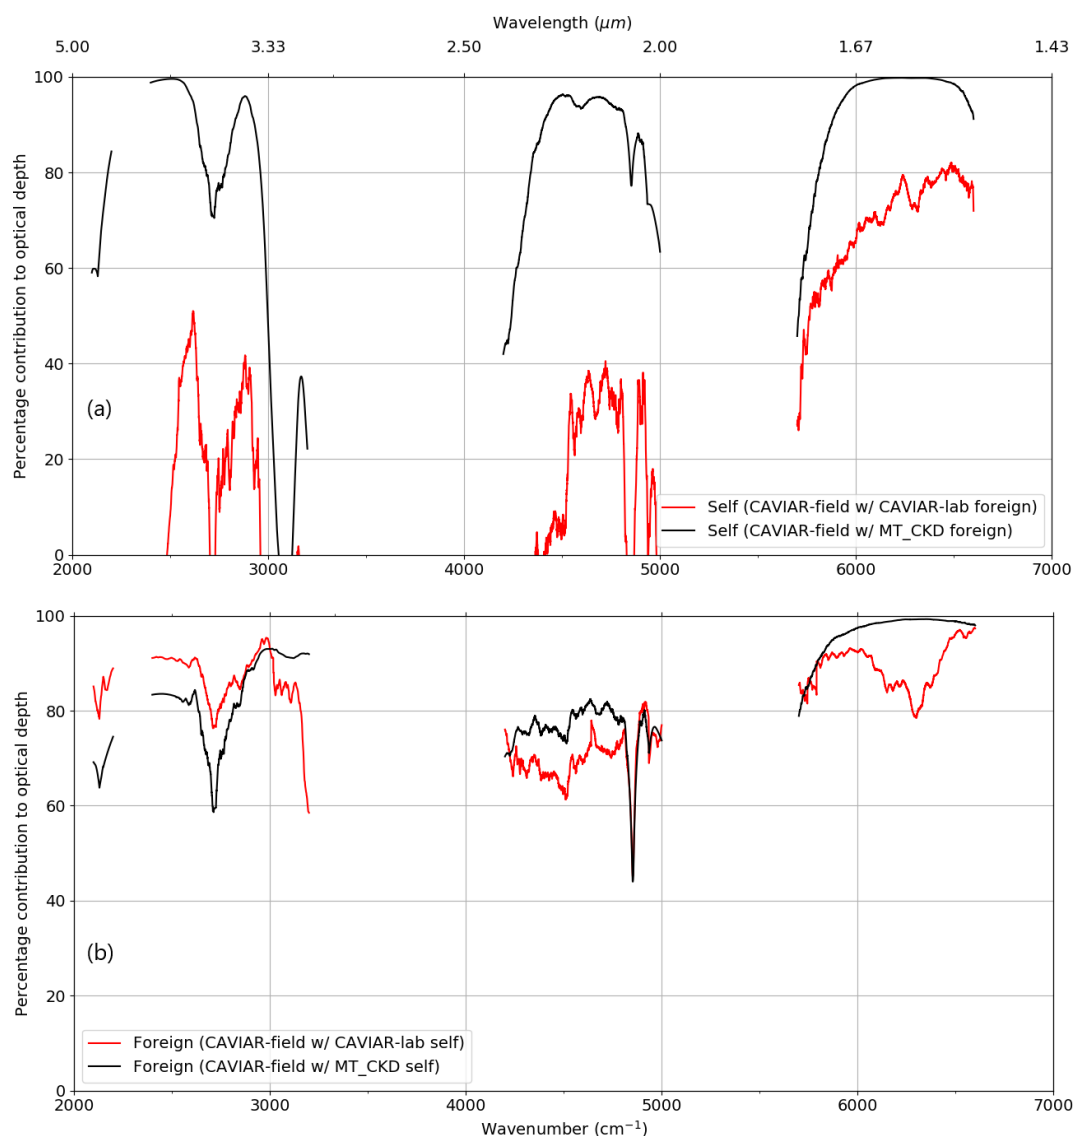 Wavelength (μm)
5.00 3.33 2.50 2.00 1.67 1.43
Percentage contribution to optical depth
100
80
60
40
20
0
(a)
Self (CAVIAR-field w/ CAVIAR-lab foreign)
Self (CAVIAR-field w/ MT_CKD foreign)
2000 3000 4000 5000 6000 7000
Percentage contribution to optical depth
100
80
60
40
20
0
(b)
Foreign (CAVIAR-field w/ CAVIAR-lab self)
Foreign (CAVIAR-field w/ MT_CKD self)
2000 3000 4000 5000 6000 7000
Wavenumber (cm⁻¹)